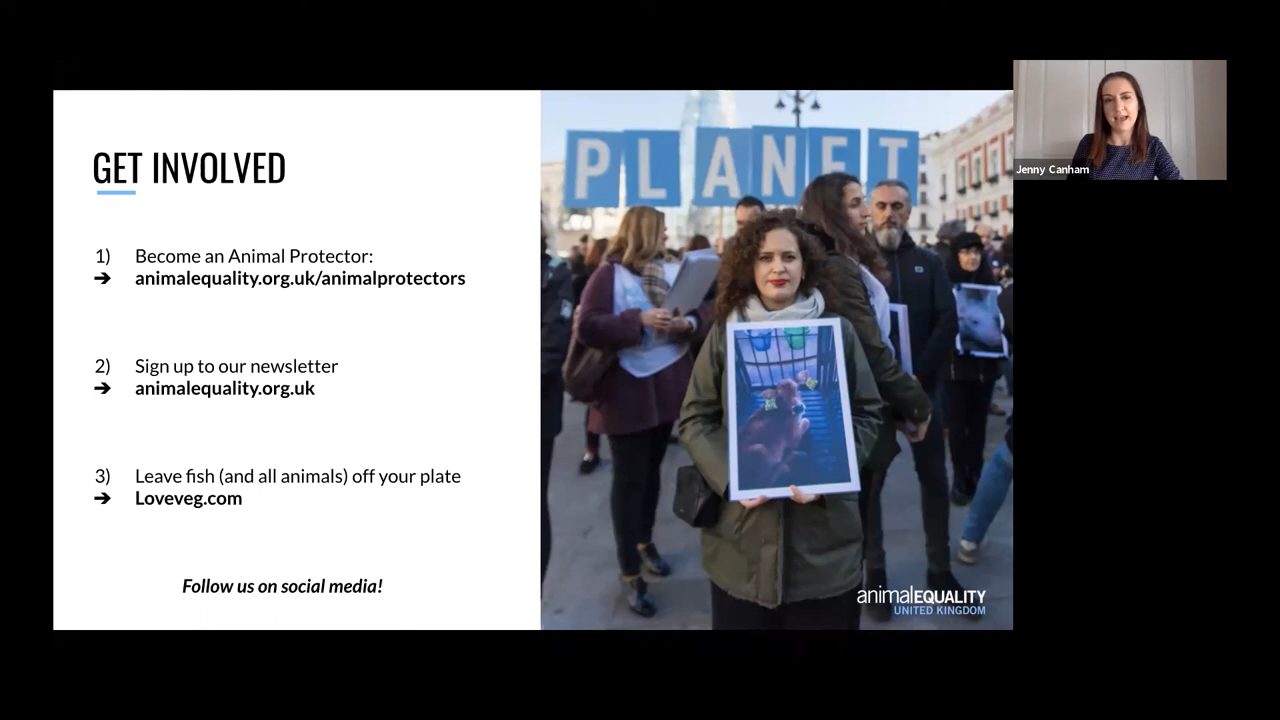 GET INVOLVED
1) Become an Animal Protector:
➔ animalequality.org.uk/animalprotectors
2) Sign up to our newsletter
➔ animalequality.org.uk
3) Leave fish (and all animals) off your plate
➔ Loveveg.com
Follow us on social media!
PLANET
animalEQUALITY
UNITED KINGDOM
Jenny Canham